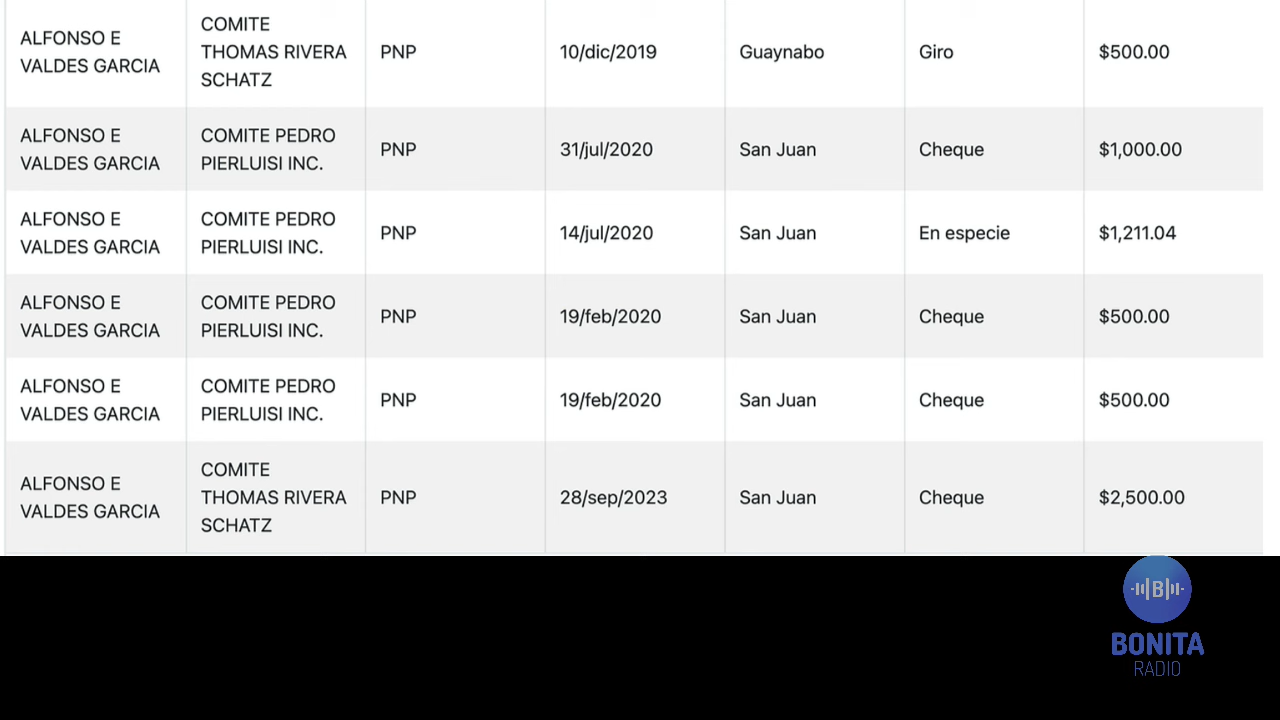 ALFONSO E
VALDES GARCIA
COMITE
THOMAS RIVERA
SCHATZ
PNP
10/dic/2019
Guaynabo
Giro
$500.00
ALFONSO E
VALDES GARCIA
COMITE PEDRO
PIERLUISI INC.
PNP
31/jul/2020
San Juan
Cheque
$1,000.00
ALFONSO E
VALDES GARCIA
COMITE PEDRO
PIERLUISI INC.
PNP
14/jul/2020
San Juan
En especie
$1,211.04
ALFONSO E
VALDES GARCIA
COMITE PEDRO
PIERLUISI INC.
PNP
19/feb/2020
San Juan
Cheque
$500.00
ALFONSO E
VALDES GARCIA
COMITE PEDRO
PIERLUISI INC.
PNP
19/feb/2020
San Juan
Cheque
$500.00
ALFONSO E
VALDES GARCIA
COMITE
THOMAS RIVERA
SCHATZ
PNP
28/sep/2023
San Juan
Cheque
$2,500.00
B
BONITA
RADIO